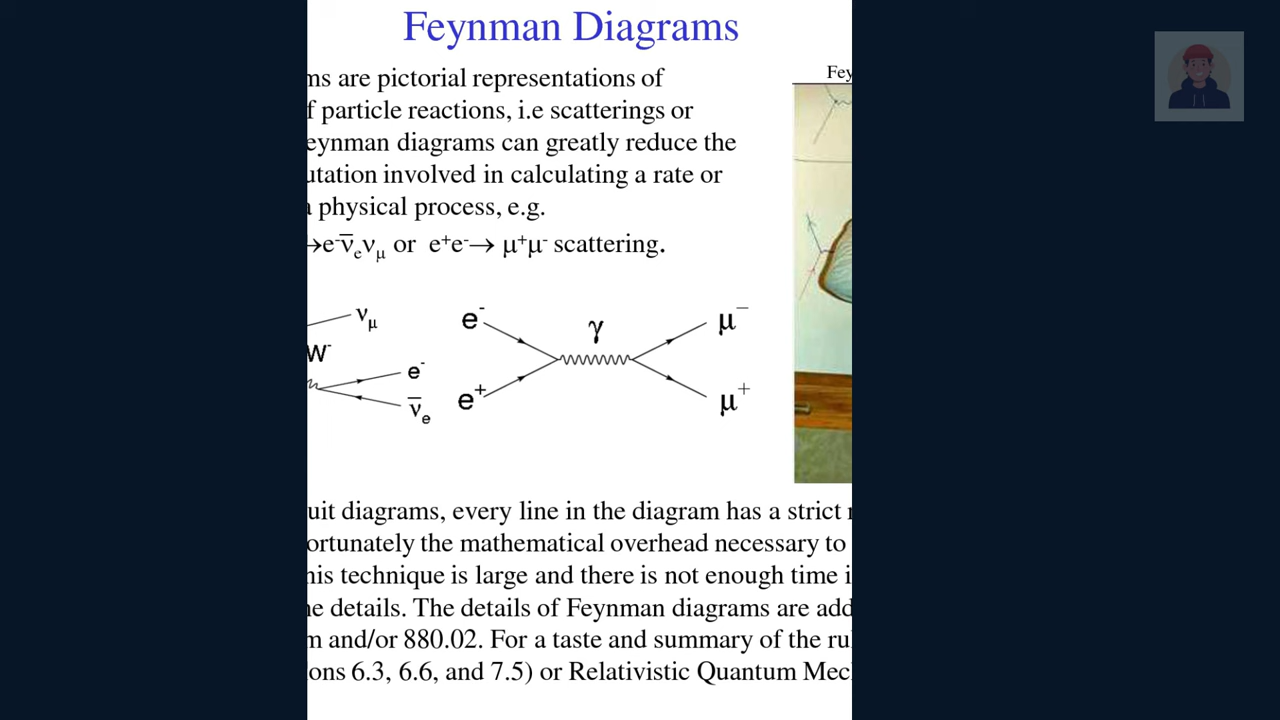 Feynman Diagrams
ms are pictorial representations of
Fey
f particle reactions, i.e scatterings or
eynman diagrams can greatly reduce the
utation involved in calculating a rate or
a physical process, e.g.
→e⁻ν̅ₑν_μ or e⁺e⁻→ μ⁺μ⁻ scattering.
ν_μ
W⁻
e⁻
ν̅ₑ
e⁻
γ
μ⁻
e⁺
μ⁺
uit diagrams, every line in the diagram has a strict
ortunately the mathematical overhead necessary to
his technique is large and there is not enough time i
he details. The details of Feynman diagrams are add
m and/or 880.02. For a taste and summary of the ru
ons 6.3, 6.6, and 7.5) or Relativistic Quantum Mec